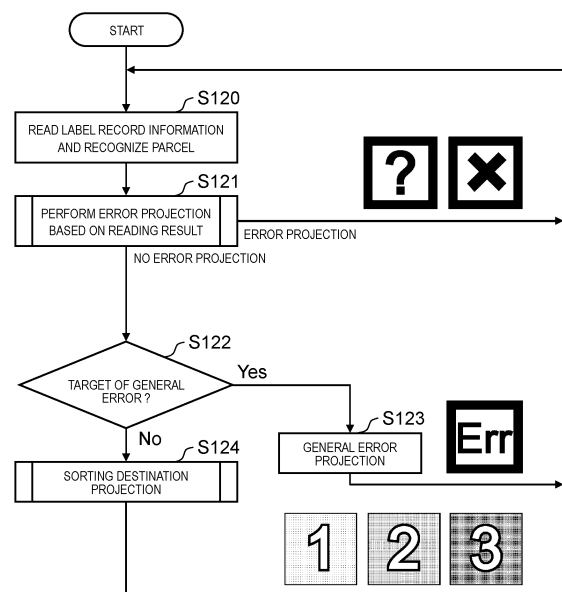 START
S120
READ LABEL RECORD INFORMATION
AND RECOGNIZE PARCEL
S121
PERFORM ERROR PROJECTION
BASED ON READING RESULT
?
ERROR PROJECTION
NO ERROR PROJECTION
S122
TARGET OF GENERAL
ERROR ?
Yes
No
S123
GENERAL ERROR
PROJECTION
Err
S124
SORTING DESTINATION
PROJECTION
1 2 3